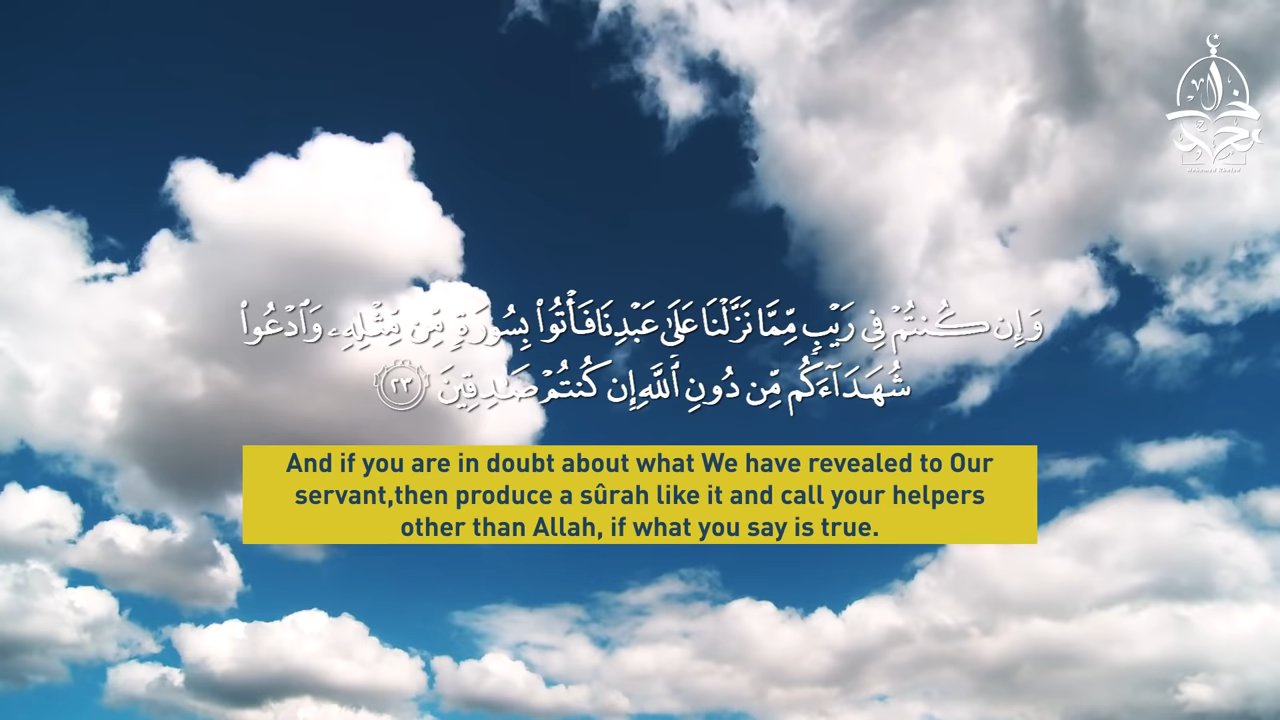 وَإِن كُنتُمْ فِي رَيْبٍ مِّمَّا نَزَّلْنَا عَلَىٰ عَبْدِنَا فَأْتُوا۟ بِسُورَةٍ مِّن مِّثْلِهِۦ وَٱدْعُوا۟
شُهَدَآءَكُم مِّن دُونِ ٱللَّهِ إِن كُنتُمْ صَـٰدِقِينَ ٢٣
And if you are in doubt about what We have revealed to Our
servant,then produce a sûrah like it and call your helpers
other than Allah, if what you say is true.